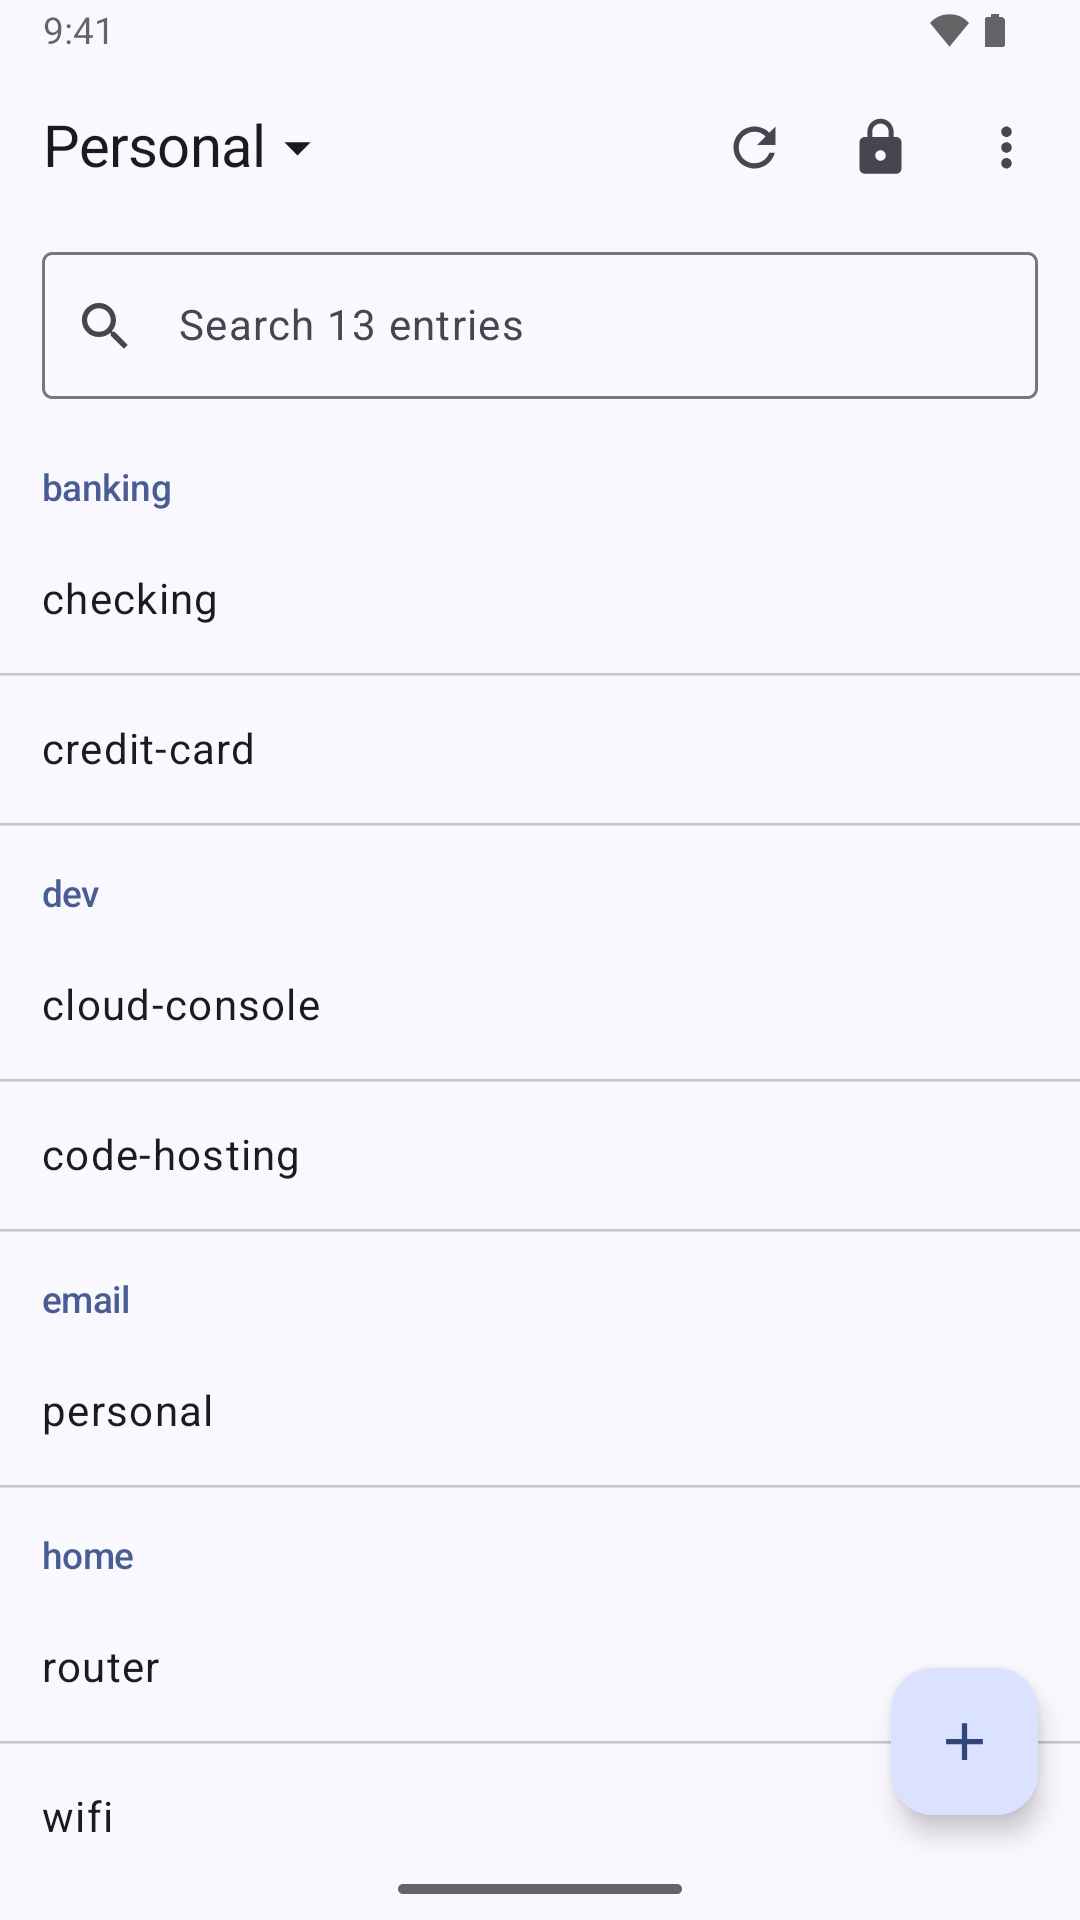 9:41
Personal
Search 13 entries
banking
checking
credit-card
dev
cloud-console
code-hosting
email
personal
home
router
wifi